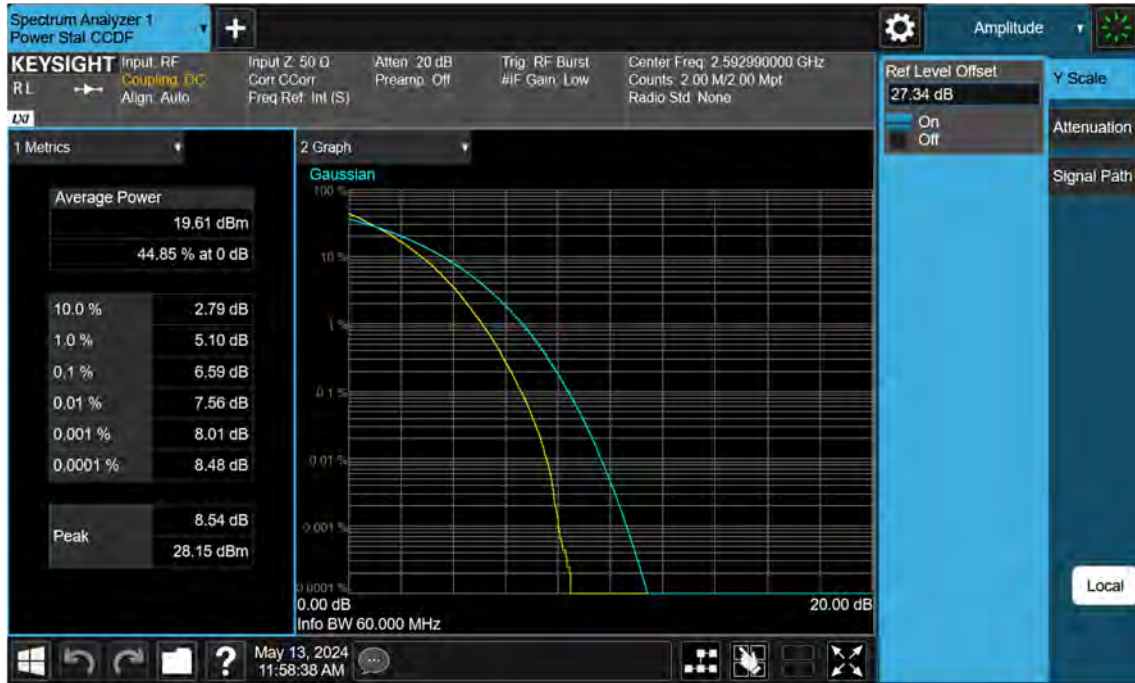 Spectrum Analyzer 1
Power Stat CCDF
+
Amplitude
KEYSIGHT
RL
LXI
Input: RF
Coupling: DC
Align: Auto
Input Z: 50 Ω
Corr CCorr
Freq Ref: Int (S)
Atten: 20 dB
Preamp: Off
Trig: RF Burst
#IF Gain: Low
Center Freq: 2.592990000 GHz
Counts: 2.00 M/2.00 Mpt
Radio Std: None
Ref Level Offset
27.34 dB
On
Off
Y Scale
Attenuation
Signal Path
Local
1 Metrics
Average Power
19.61 dBm
44.85 % at 0 dB
10.0 % 2.79 dB
1.0 % 5.10 dB
0.1 % 6.59 dB
0.01 % 7.56 dB
0.001 % 8.01 dB
0.0001 % 8.48 dB
Peak
8.54 dB
28.15 dBm
2 Graph
Gaussian
100 %
10 %
1 %
0.1 %
0.01 %
0.001 %
0.0001 %
0.00 dB
20.00 dB
Info BW 60.000 MHz
?
May 13, 2024
11:58:38 AM